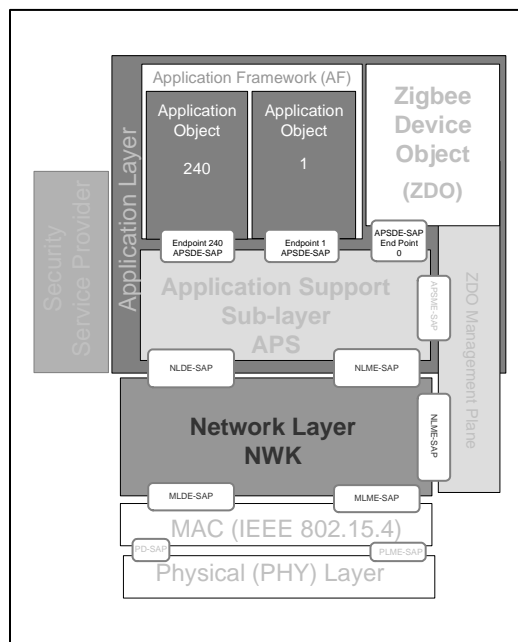 Application Framework (AF)
Application
Object
240
Application
Object
1
Zigbee
Device
Object
(ZDO)
Application Layer
Security
Service Provider
Endpoint 240
APSDE-SAP
Endpoint 1
APSDE-SAP
APSDE-SAP
End Point
0
Application Support
Sub-layer
APS
APSME-SAP
ZDO Management Plane
NLDE-SAP
NLME-SAP
Network Layer
NWK
NLME-SAP
MLDE-SAP
MLME-SAP
MAC (IEEE 802.15.4)
PD-SAP
PLME-SAP
Physical (PHY) Layer